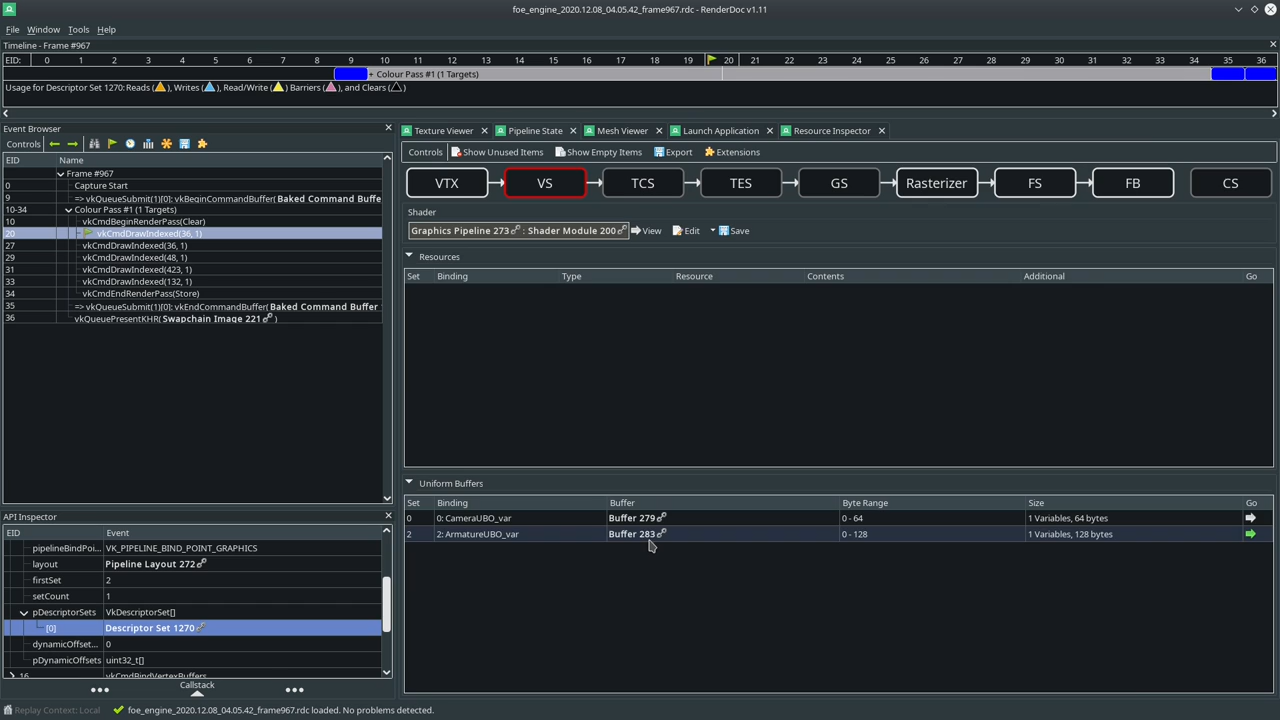 foe_engine_2020.12.08_04.05.42_frame967.rdc - RenderDoc v1.11
File Window Tools Help
Timeline - Frame #967
EID: 0 1 2 3 4 5 6 7 8 9 10 11 12 13 14 15 16 17 18 19 20 21 22 23 24 25 26 27 28 29 30 31 32 33 34 35 36
+ Colour Pass #1 (1 Targets)
Usage for Descriptor Set 1270: Reads ( ), Writes ( ), Read/Write ( ) Barriers ( ), and Clears ( )
Event Browser
Controls
EID Name
Frame #967
0 Capture Start
9 => vkQueueSubmit(1)[0]: vkBeginCommandBuffer( Baked Command Buffe
10-34 Colour Pass #1 (1 Targets)
10 vkCmdBeginRenderPass(Clear)
20 vkCmdDrawIndexed(36, 1)
27 vkCmdDrawIndexed(36, 1)
29 vkCmdDrawIndexed(48, 1)
31 vkCmdDrawIndexed(423, 1)
33 vkCmdDrawIndexed(132, 1)
34 vkCmdEndRenderPass(Store)
35 => vkQueueSubmit(1)[0]: vkEndCommandBuffer( Baked Command Buffer
36 vkQueuePresentKHR( Swapchain Image 221 )
API Inspector
EID Event
pipelineBindPoi... VK_PIPELINE_BIND_POINT_GRAPHICS
layout Pipeline Layout 272
firstSet 2
setCount 1
pDescriptorSets VkDescriptorSet[]
[0] Descriptor Set 1270
dynamicOffset... 0
pDynamicOffsets uint32_t[]
16 vkCmdBindVertexBuffers
Callstack
Texture Viewer Pipeline State Mesh Viewer Launch Application Resource Inspector
Controls Show Unused Items Show Empty Items Export Extensions
VTX VS TCS TES GS Rasterizer FS FB CS
Shader
Graphics Pipeline 273 : Shader Module 200 View Edit Save
Resources
Set Binding Type Resource Contents Additional Go
Uniform Buffers
Set Binding Buffer Byte Range Size Go
0 0: CameraUBO_var Buffer 279 0 - 64 1 Variables, 64 bytes
2 2: ArmatureUBO_var Buffer 283 0 - 128 1 Variables, 128 bytes
Replay Context: Local foe_engine_2020.12.08_04.05.42_frame967.rdc loaded. No problems detected.